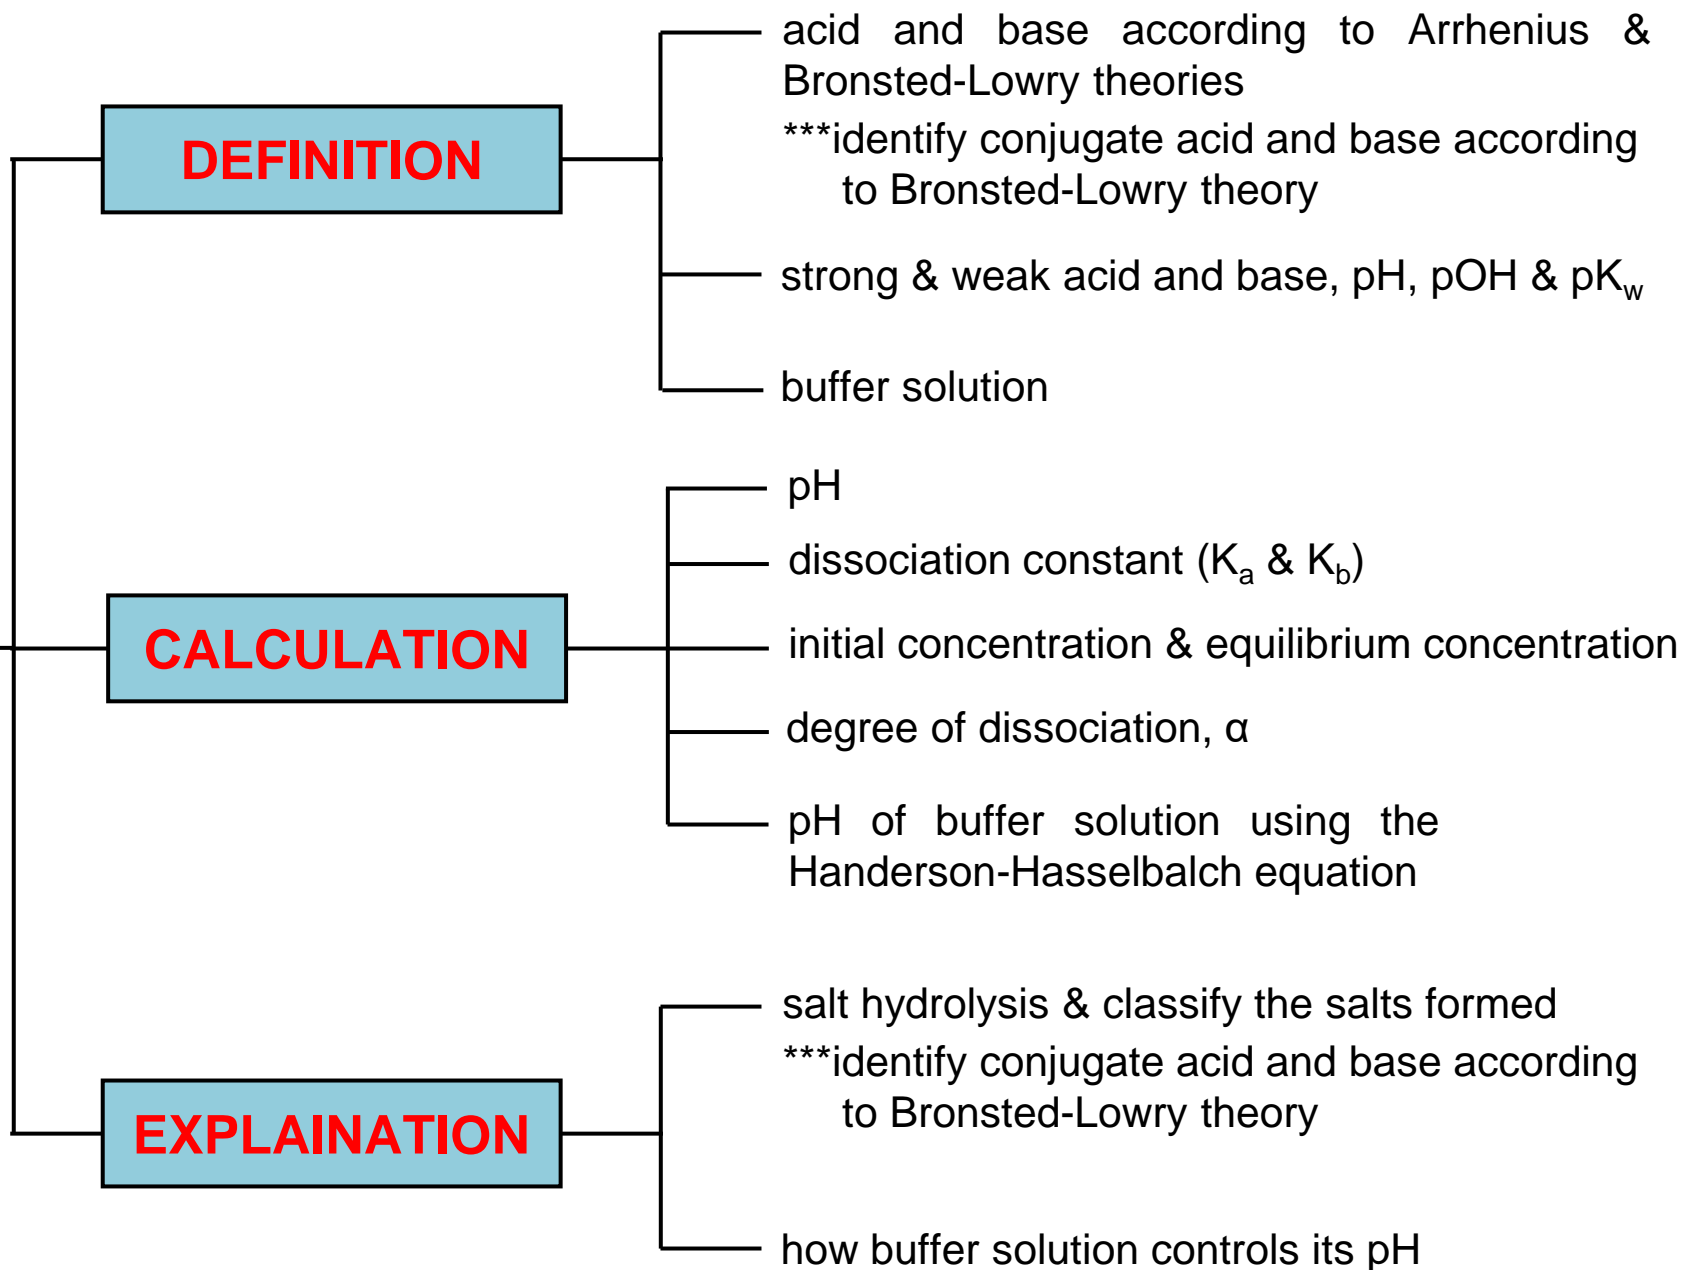 DEFINITION
acid and base according to Arrhenius &
Bronsted-Lowry theories
***identify conjugate acid and base according
to Bronsted-Lowry theory
strong & weak acid and base, pH, pOH & pKw
buffer solution
CALCULATION
pH
dissociation constant (Ka & Kb)
initial concentration & equilibrium concentration
degree of dissociation, α
pH of buffer solution using the
Handerson-Hasselbalch equation
EXPLAINATION
salt hydrolysis & classify the salts formed
***identify conjugate acid and base according
to Bronsted-Lowry theory
how buffer solution controls its pH